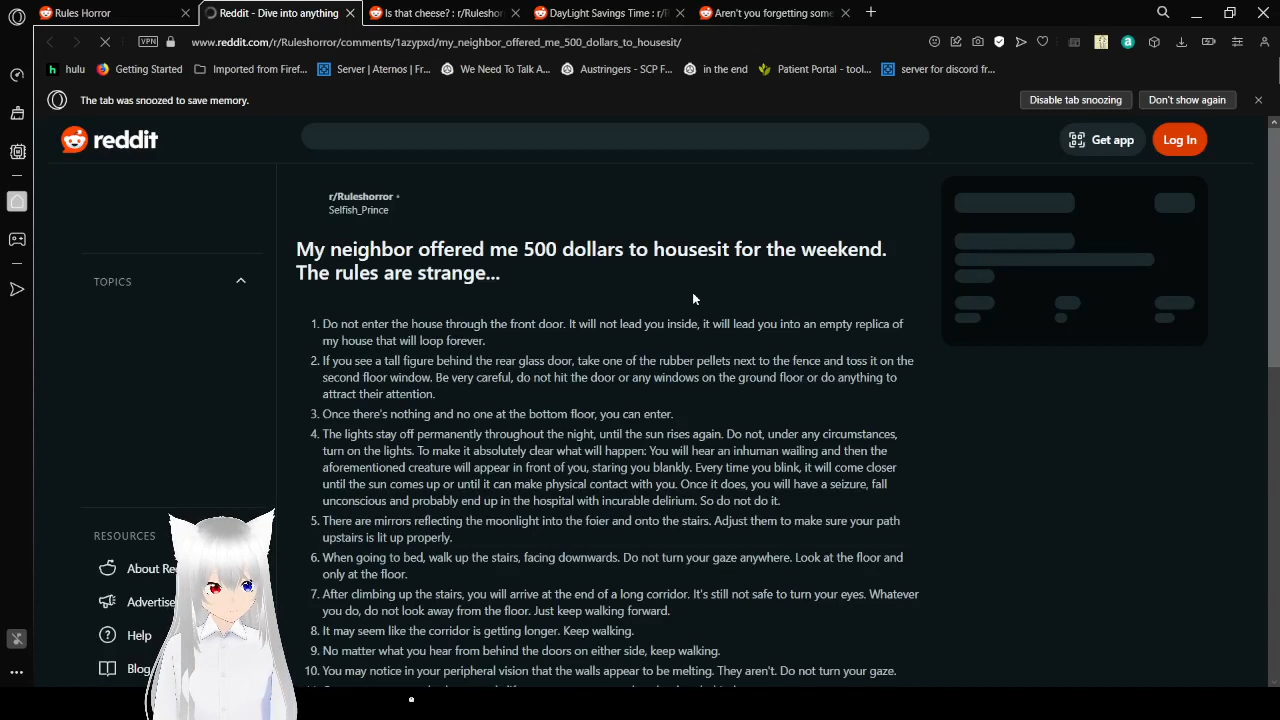 Rules Horror
Reddit - Dive into anything
Is that cheese? : r/Ruleshor
DayLight Savings Time : r/
Aren't you forgetting some
VPN
www.reddit.com/r/Ruleshorror/comments/1azypxd/my_neighbor_offered_me_500_dollars_to_housesit/
hulu
Getting Started
Imported from Firef...
Server | Aternos | Fr...
We Need To Talk A...
Austringers - SCP F...
in the end
Patient Portal - tool...
server for discord fr...
The tab was snoozed to save memory.
Disable tab snoozing
Don't show again
reddit
Get app
Log In
r/Ruleshorror •
Selfish_Prince
My neighbor offered me 500 dollars to housesit for the weekend.
The rules are strange...
TOPICS
1. Do not enter the house through the front door. It will not lead you inside, it will lead you into an empty replica of
my house that will loop forever.
2. If you see a tall figure behind the rear glass door, take one of the rubber pellets next to the fence and toss it on the
second floor window. Be very careful, do not hit the door or any windows on the ground floor or do anything to
attract their attention.
3. Once there's nothing and no one at the bottom floor, you can enter.
4. The lights stay off permanently throughout the night, until the sun rises again. Do not, under any circumstances,
turn on the lights. To make it absolutely clear what will happen: You will hear an inhuman wailing and then the
aforementioned creature will appear in front of you, staring you blankly. Every time you blink, it will come closer
until the sun comes up or until it can make physical contact with you. Once it does, you will have a seizure, fall
unconscious and probably end up in the hospital with incurable delirium. So do not do it.
5. There are mirrors reflecting the moonlight into the foier and onto the stairs. Adjust them to make sure your path
upstairs is lit up properly.
6. When going to bed, walk up the stairs, facing downwards. Do not turn your gaze anywhere. Look at the floor and
only at the floor.
7. After climbing up the stairs, you will arrive at the end of a long corridor. It's still not safe to turn your eyes. Whatever
you do, do not look away from the floor. Just keep walking forward.
8. It may seem like the corridor is getting longer. Keep walking.
9. No matter what you hear from behind the doors on either side, keep walking.
10. You may notice in your peripheral vision that the walls appear to be melting. They aren't. Do not turn your gaze.
RESOURCES
About Re
Advertise
Help
Blog